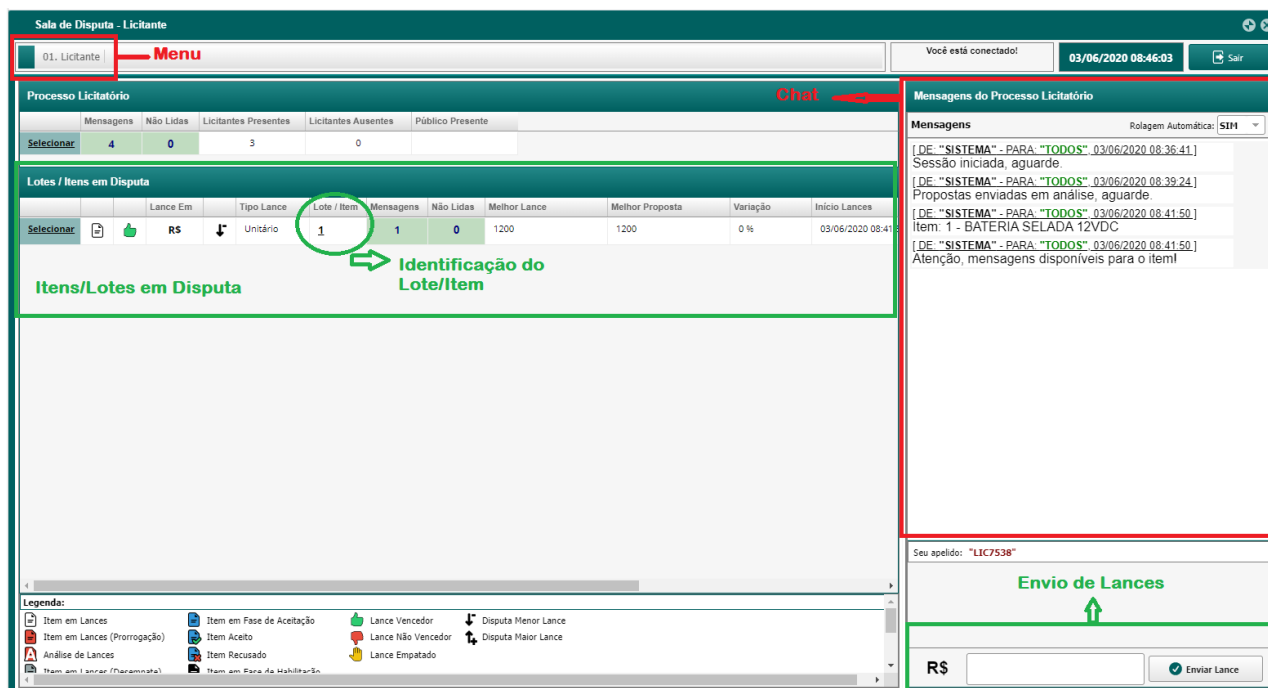 Sala de Disputa - Licitante
01. Licitante
Menu
Você está conectado!
03/06/2020 08:46:03
Sair
Processo Licitatório
Chat
Mensagens Não Lidas Licitantes Presentes Licitantes Ausentes Público Presente
Selecionar 4 0 3 0
Lotes / Itens em Disputa
Lance Em Tipo Lance Lote / Item Mensagens Não Lidas Melhor Lance Melhor Proposta Variação Início Lances
Selecionar R$ Unitário 1 1 0 1200 1200 0 % 03/06/2020 08:41
Identificação do
Lote/Item
Itens/Lotes em Disputa
Legenda:
Item em Lances Item em Fase de Aceitação Lance Vencedor Disputa Menor Lance
Item em Lances (Prorrogação) Item Aceito Lance Não Vencedor Disputa Maior Lance
Análise de Lances Item Recusado Lance Empatado
Item em Lances (Desempate) Item em Fase de Habilitação
Mensagens do Processo Licitatório
Mensagens Rolagem Automática: SIM
[ DE: "SISTEMA" - PARA: "TODOS", 03/06/2020 08:36:41 ]
Sessão iniciada, aguarde.
[ DE: "SISTEMA" - PARA: "TODOS", 03/06/2020 08:39:24 ]
Propostas enviadas em análise, aguarde.
[ DE: "SISTEMA" - PARA: "TODOS", 03/06/2020 08:41:50 ]
Item: 1 - BATERIA SELADA 12VDC
[ DE: "SISTEMA" - PARA: "TODOS", 03/06/2020 08:41:50 ]
Atenção, mensagens disponíveis para o item!
Seu apelido: "LIC7538"
Envio de Lances
R$ Enviar Lance